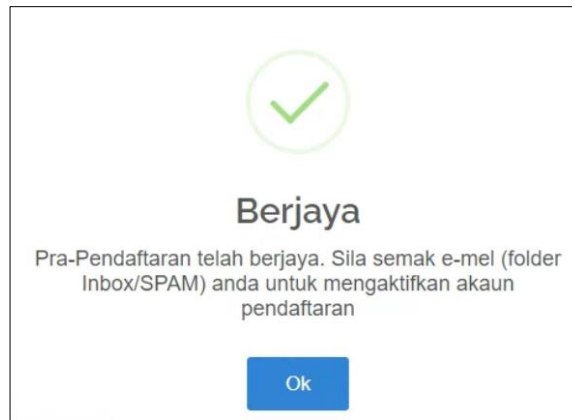 Berjaya
Pra-Pendaftaran telah berjaya. Sila semak e-mel (folder
Inbox/SPAM) anda untuk mengaktifkan akaun
pendaftaran
Ok